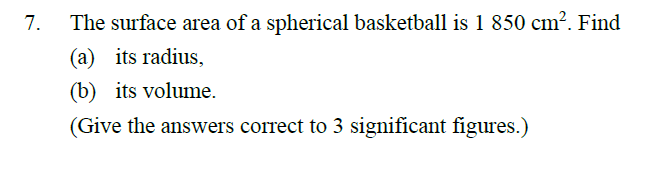 7. The surface area of a spherical basketball is 1 850 cm². Find
(a) its radius,
(b) its volume.
(Give the answers correct to 3 significant figures.)